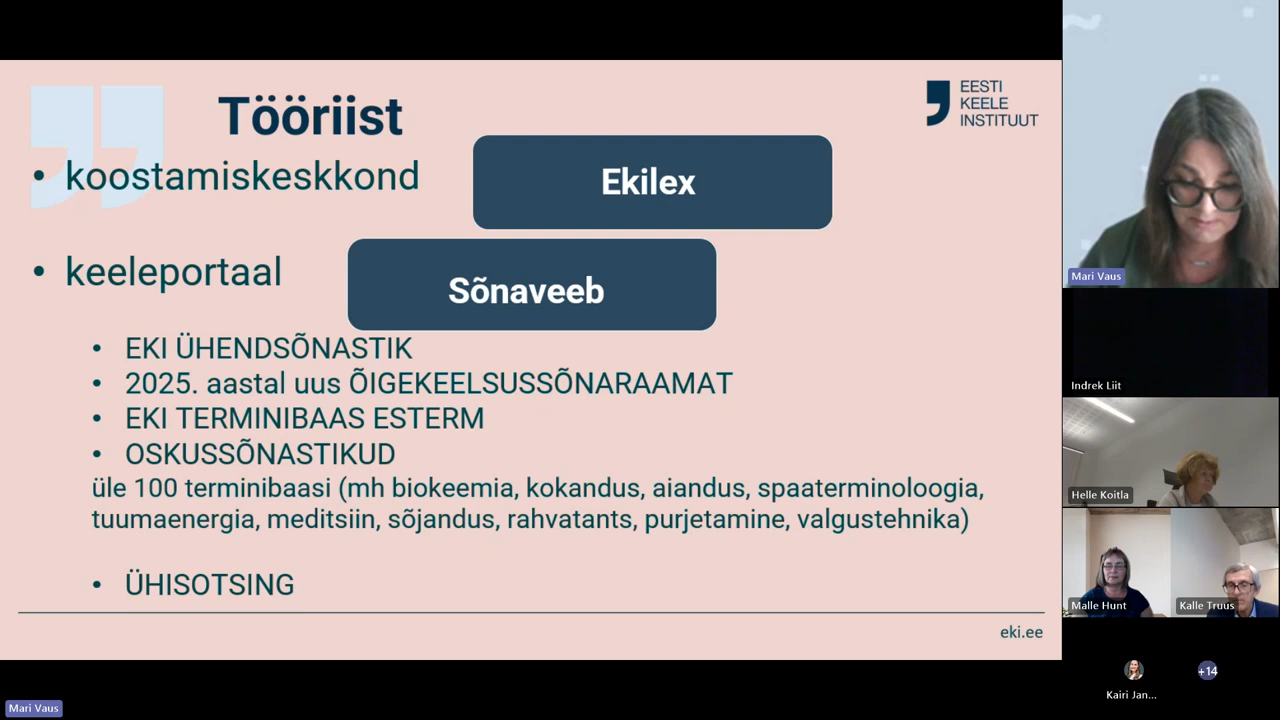 Tööriist
EESTI
KEELE
INSTITUUT
• koostamiskeskkond
Ekilex
• keeleportaal
Sõnaveeb
• EKI ÜHENDSÕNASTIK
• 2025. aastal uus ÕIGEKEELSUSSÕNARAAMAT
• EKI TERMINIBAAS ESTERM
• OSKUSSÕNASTIKUD
üle 100 terminibaasi (mh biokeemia, kokandus, aiandus, spaaterminoloogia,
tuumaenergia, meditsiin, sõjandus, rahvatants, purjetamine, valgustehnika)
• ÜHISOTSING
eki.ee
Mari Vaus
Mari Vaus
Indrek Liit
Helle Koitla
Malle Hunt
Kalle Truus
Kairi Jan...
+14